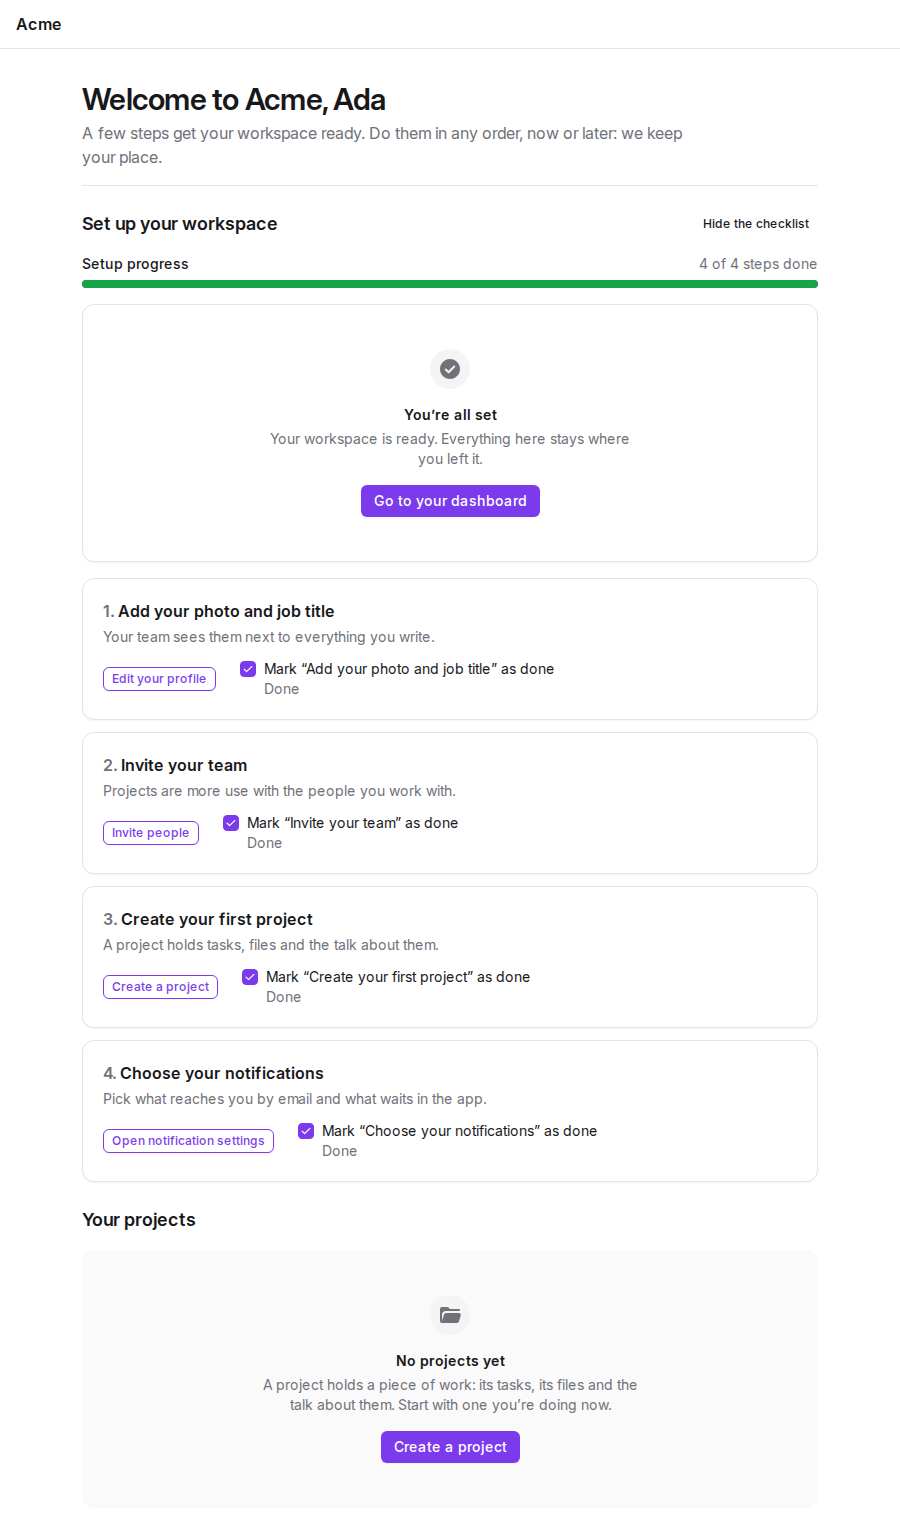 Acme
Welcome to Acme, Ada
A few steps get your workspace ready. Do them in any order, now or later: we keep
your place.
Set up your workspace
Hide the checklist
Setup progress
4 of 4 steps done
You’re all set
Your workspace is ready. Everything here stays where
you left it.
Go to your dashboard
1. Add your photo and job title
Your team sees them next to everything you write.
Edit your profile
Mark “Add your photo and job title” as done
Done
2. Invite your team
Projects are more use with the people you work with.
Invite people
Mark “Invite your team” as done
Done
3. Create your first project
A project holds tasks, files and the talk about them.
Create a project
Mark “Create your first project” as done
Done
4. Choose your notifications
Pick what reaches you by email and what waits in the app.
Open notification settings
Mark “Choose your notifications” as done
Done
Your projects
No projects yet
A project holds a piece of work: its tasks, its files and the
talk about them. Start with one you’re doing now.
Create a project